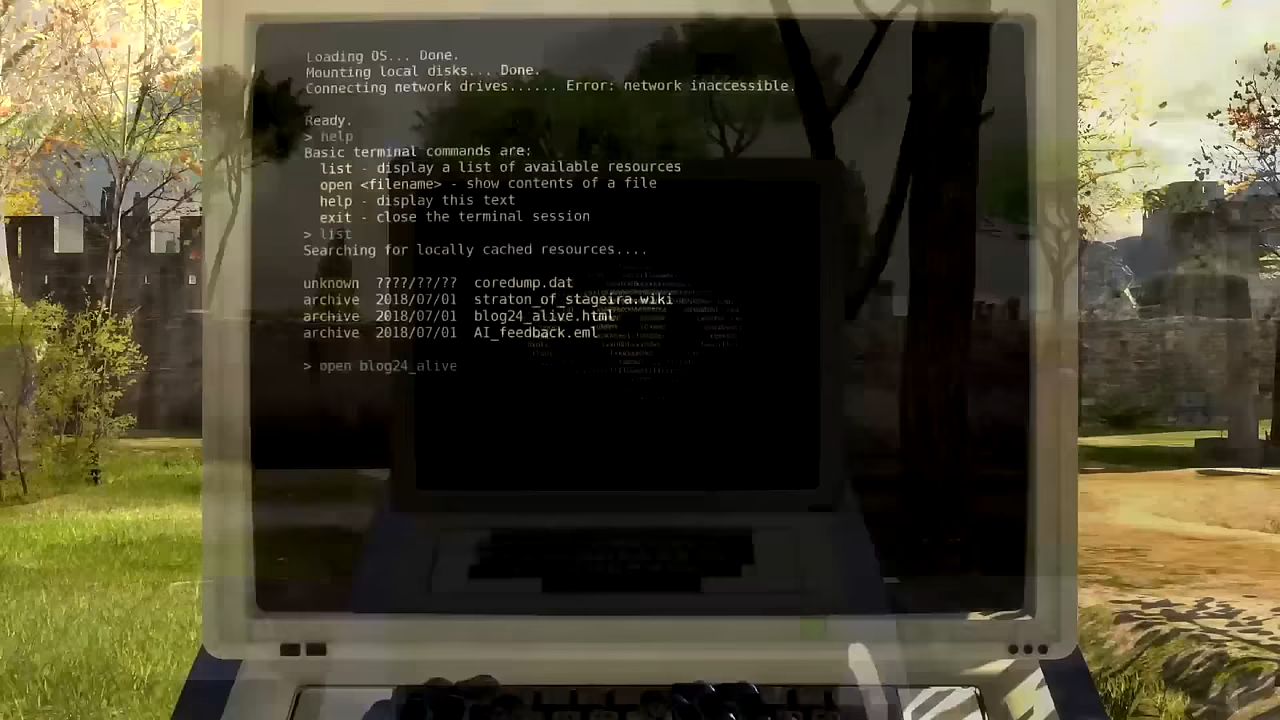 Loading OS... Done.
Mounting local disks... Done.
Connecting network drives...... Error: network inaccessible.
Ready.
> help
Basic terminal commands are:
list - display a list of available resources
open <filename> - show contents of a file
help - display this text
exit - close the terminal session
> list
Searching for locally cached resources....
unknown ????/??/?? coredump.dat
archive 2018/07/01 straton_of_stageira.wiki
archive 2018/07/01 blog24_alive.html
archive 2018/07/01 AI_feedback.eml
> open blog24_alive